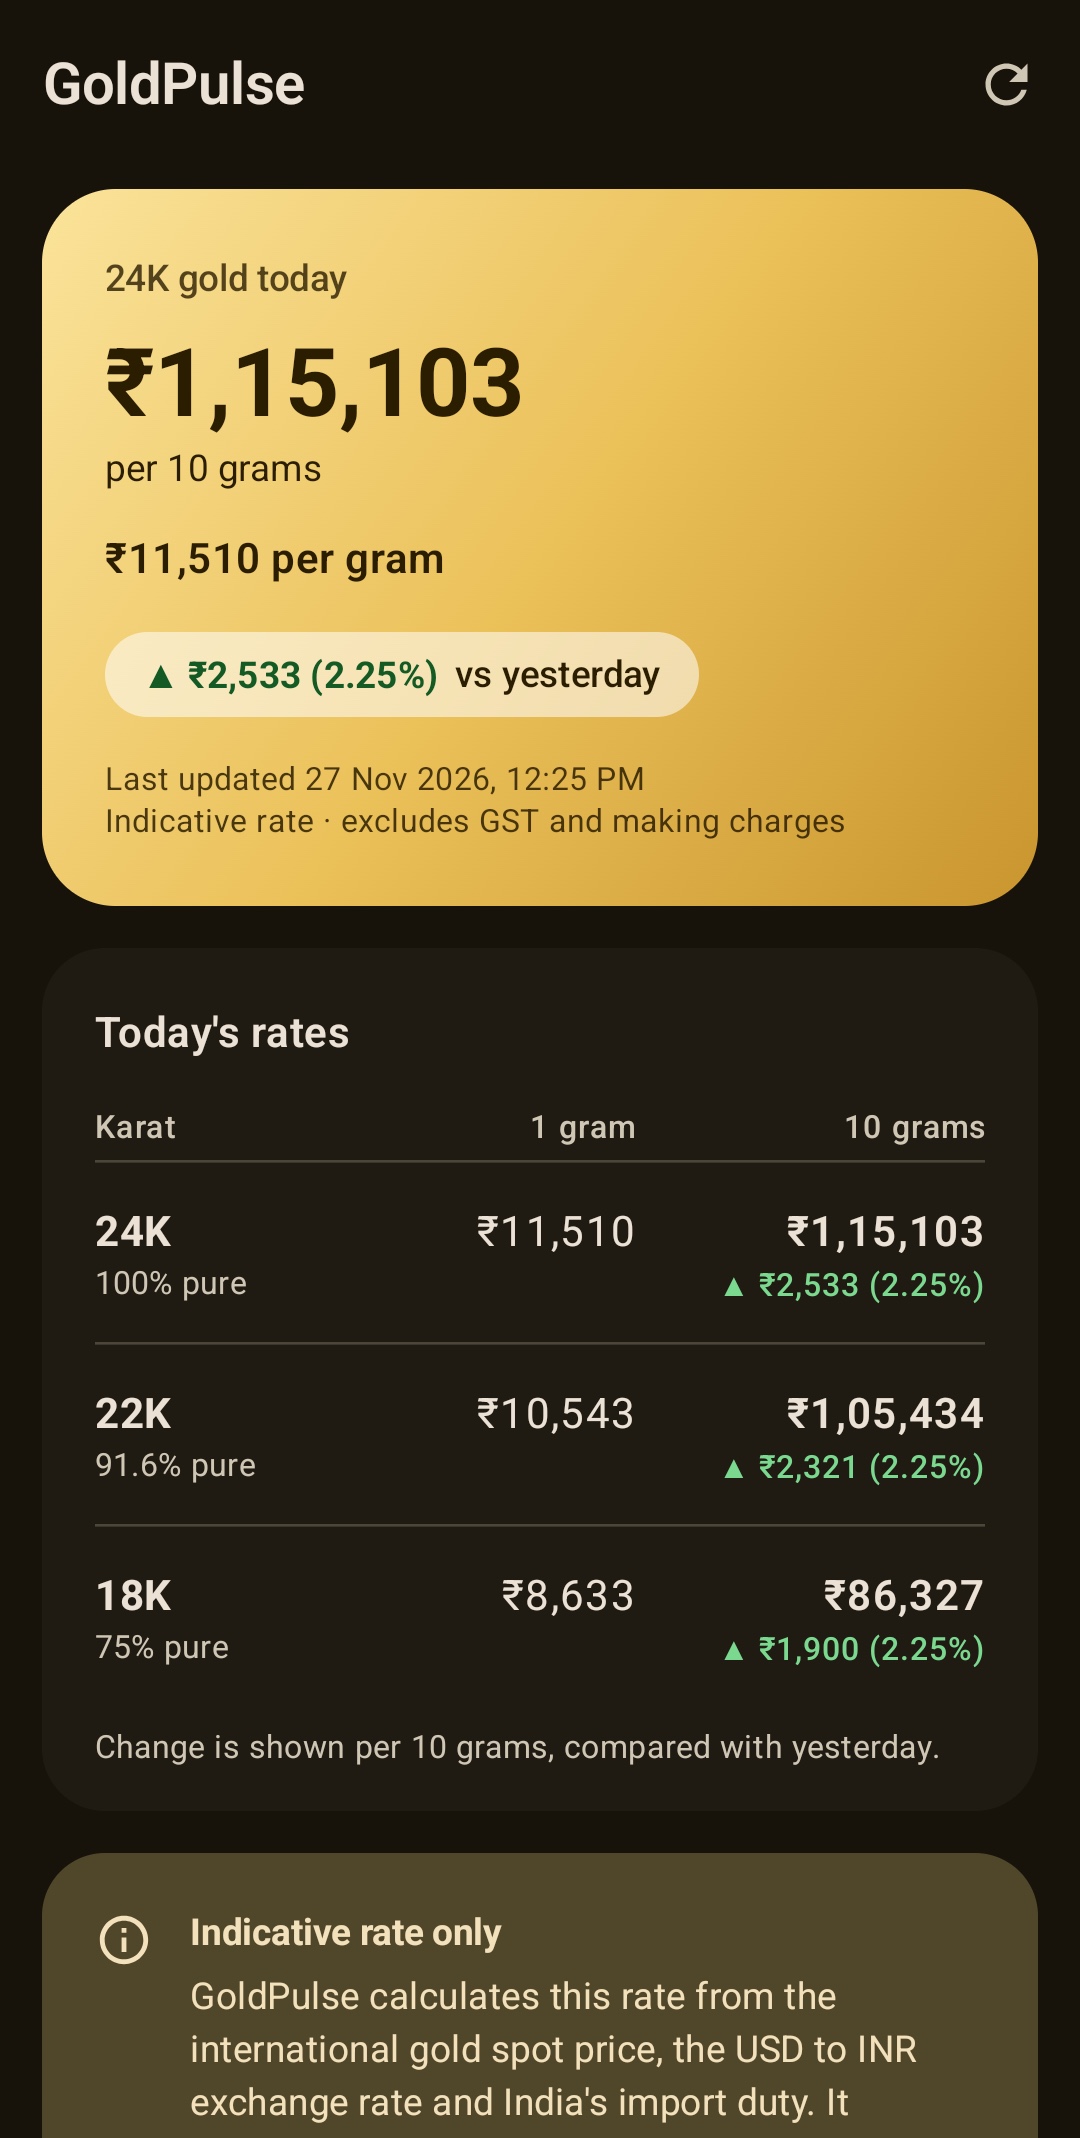 GoldPulse
24K gold today
₹1,15,103
per 10 grams
₹11,510 per gram
▲ ₹2,533 (2.25%) vs yesterday
Last updated 27 Nov 2026, 12:25 PM
Indicative rate · excludes GST and making charges
Today's rates
Karat 1 gram 10 grams
24K ₹11,510 ₹1,15,103
100% pure ▲ ₹2,533 (2.25%)
22K ₹10,543 ₹1,05,434
91.6% pure ▲ ₹2,321 (2.25%)
18K ₹8,633 ₹86,327
75% pure ▲ ₹1,900 (2.25%)
Change is shown per 10 grams, compared with yesterday.
Indicative rate only
GoldPulse calculates this rate from the
international gold spot price, the USD to INR
exchange rate and India's import duty. It